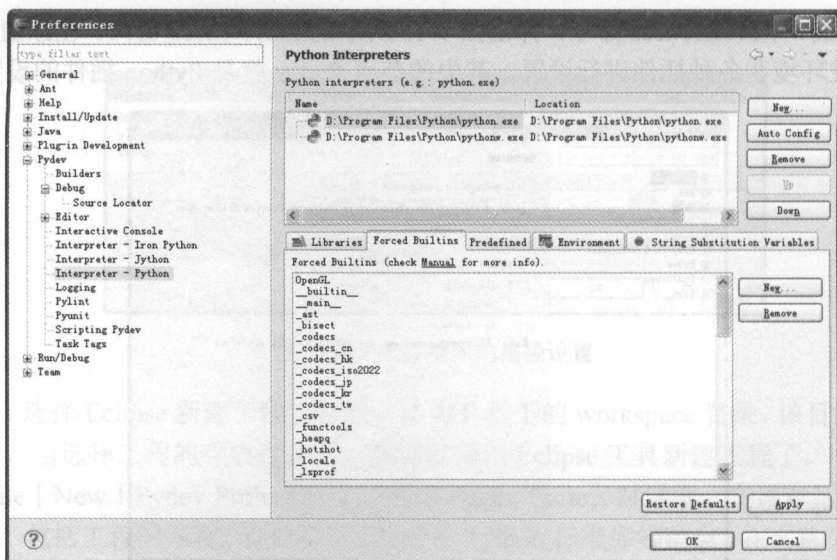 Preferences
type filter text
General
Ant
Help
Install/Update
Java
Plug-in Development
Pydev
Builders
Debug
Source Locator
Editor
Interactive Console
Interpreter - Iron Python
Interpreter - Jython
Interpreter - Python
Logging
Pylint
Pyunit
Scripting Pydev
Task Tags
Run/Debug
Team
Python Interpreters
Python interpreters (e.g.: python.exe)
Name Location
D:\Program Files\Python\python.exe D:\Program Files\Python\python.exe
D:\Program Files\Python\pythonw.exe D:\Program Files\Python\pythonw.exe
New...
Auto Config
Remove
Up
Down
Libraries Forced Builtins Predefined Environment String Substitution Variables
Forced Builtins (check Manual for more info).
OpenGL
__builtin__
__main__
_ast
_bisect
_codecs
_codecs_cn
_codecs_hk
_codecs_iso2022
_codecs_jp
_codecs_kr
_codecs_tw
_csv
_functools
_heapq
_hotshot
_locale
_lsprof
New...
Remove
Restore Defaults Apply
OK Cancel